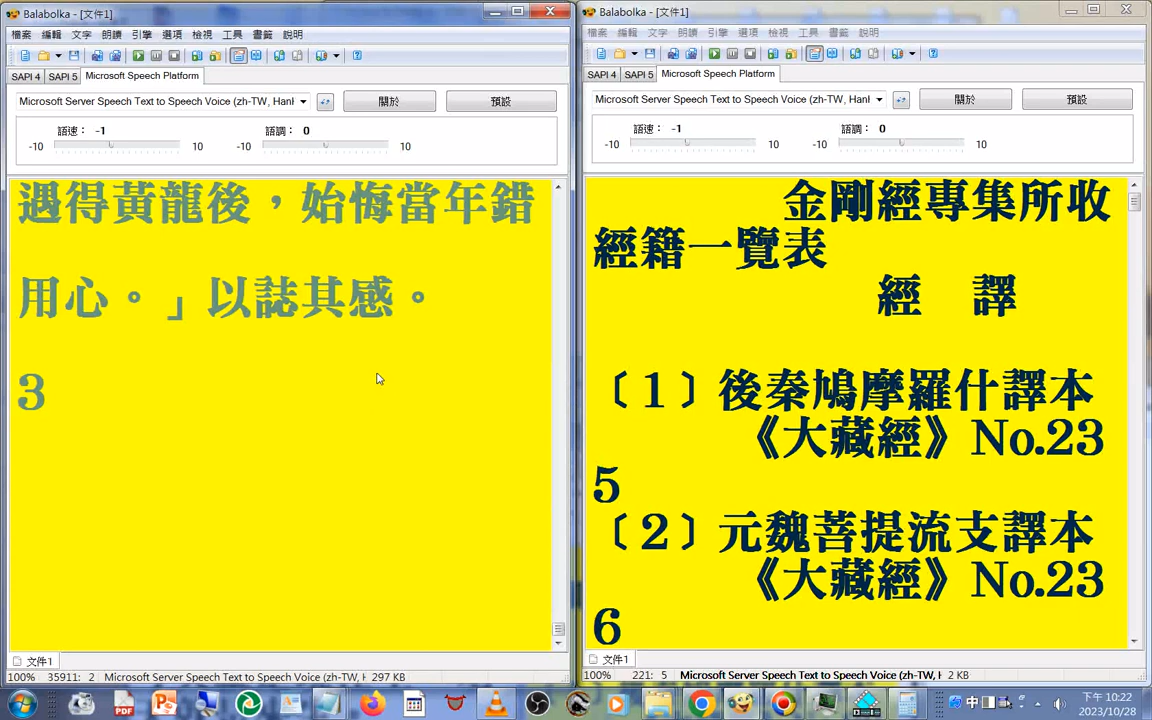 Balabolka - [文件1]
檔案 編輯 文字 朗讀 引擎 選項 檢視 工具 書籤 說明
SAPI 4 SAPI 5 Microsoft Speech Platform
Microsoft Server Speech Text to Speech Voice (zh-TW, Hanl
關於 預設
語速： -1 語調： 0
-10 10 -10 10
遇得黃龍後，始悔當年錯
用心。」以誌其感。
3
文件1
100% 35911: 2 Microsoft Server Speech Text to Speech Voice (zh-TW, H 297 KB
Balabolka - [文件1]
檔案 編輯 文字 朗讀 引擎 選項 檢視 工具 書籤 說明
SAPI 4 SAPI 5 Microsoft Speech Platform
Microsoft Server Speech Text to Speech Voice (zh-TW, Hanl
關於 預設
語速： -1 語調： 0
-10 10 -10 10
金剛經專集所收
經籍一覽表
經　譯
〔１〕後秦鳩摩羅什譯本
《大藏經》No.23
5
〔２〕元魏菩提流支譯本
《大藏經》No.23
6
文件1
100% 221: 5 Microsoft Server Speech Text to Speech Voice (zh-TW, H 2 KB
中
下午 10:22
2023/10/28